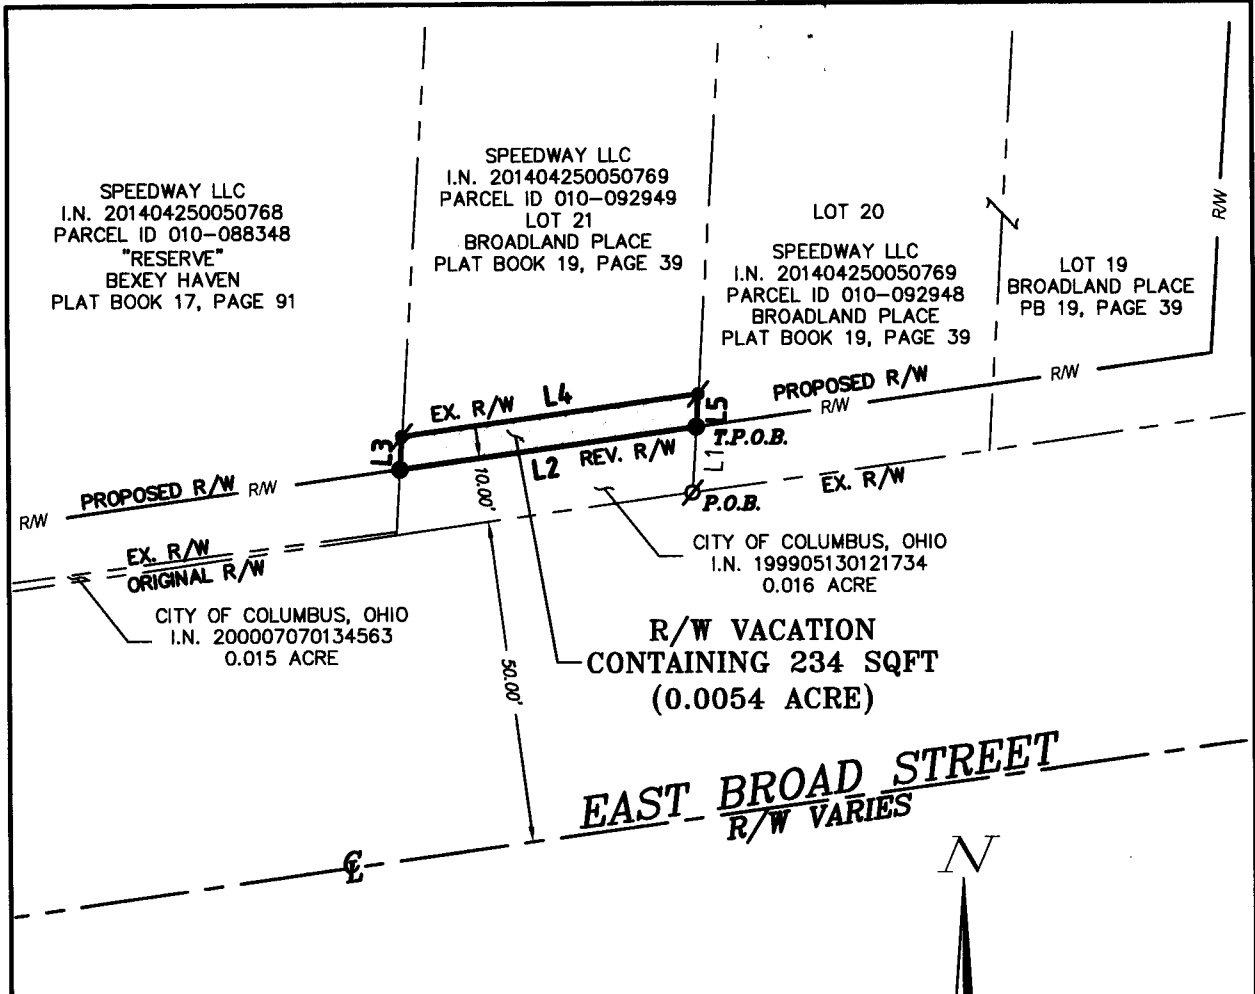 SPEEDWAY LLC
I.N. 201404250050768
PARCEL ID 010-088348
"RESERVE"
BEXEY HAVEN
PLAT BOOK 17, PAGE 91
SPEEDWAY LLC
I.N. 201404250050769
PARCEL ID 010-092949
LOT 21
BROADLAND PLACE
PLAT BOOK 19, PAGE 39
LOT 20
SPEEDWAY LLC
I.N. 201404250050769
PARCEL ID 010-092948
BROADLAND PLACE
PLAT BOOK 19, PAGE 39
LOT 19
BROADLAND PLACE
PB 19, PAGE 39
R/W
EX. R/W
L4
PROPOSED R/W
R/W
R/W
L3
L5
T.P.O.B.
L2
REV. R/W
L1
PROPOSED R/W
R/W
R/W
10.00'
P.O.B.
EX. R/W
EX. R/W
ORIGINAL R/W
CITY OF COLUMBUS, OHIO
I.N. 199905130121734
0.016 ACRE
CITY OF COLUMBUS, OHIO
I.N. 200007070134563
0.015 ACRE
R/W VACATION
CONTAINING 234 SQFT
(0.0054 ACRE)
50.00'
EAST BROAD STREET
R/W VARIES
℄
N